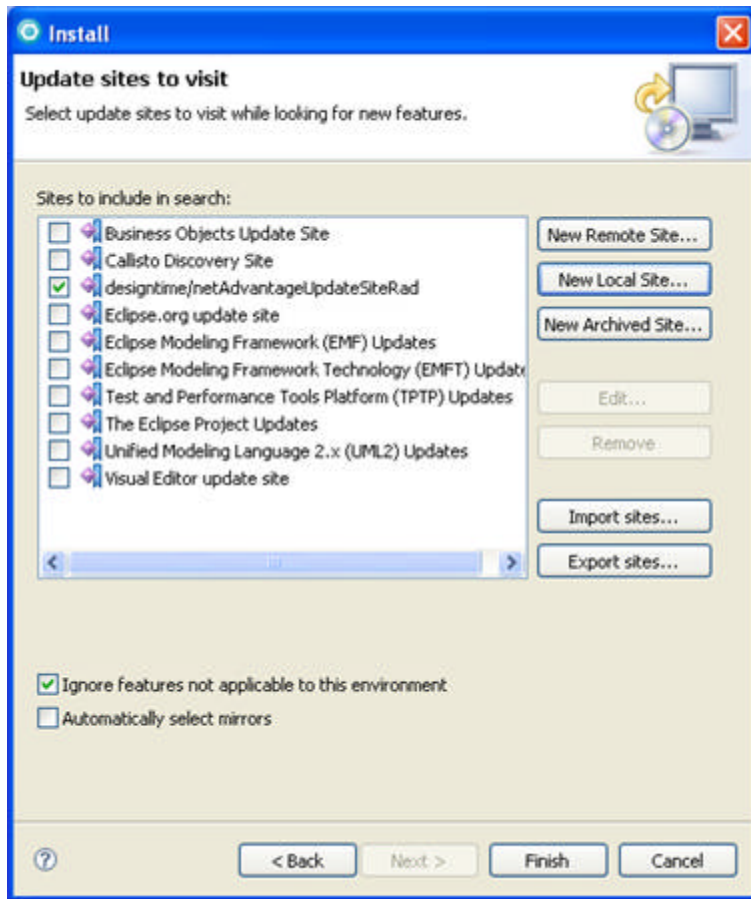 Install
Update sites to visit
Select update sites to visit while looking for new features.
Sites to include in search:
Business Objects Update Site
Callisto Discovery Site
designtime/netAdvantageUpdateSiteRad
Eclipse.org update site
Eclipse Modeling Framework (EMF) Updates
Eclipse Modeling Framework Technology (EMFT) Update
Test and Performance Tools Platform (TPTP) Updates
The Eclipse Project Updates
Unified Modeling Language 2.x (UML2) Updates
Visual Editor update site
New Remote Site...
New Local Site...
New Archived Site...
Edit...
Remove
Import sites...
Export sites...
Ignore features not applicable to this environment
Automatically select mirrors
?
< Back
Next >
Finish
Cancel